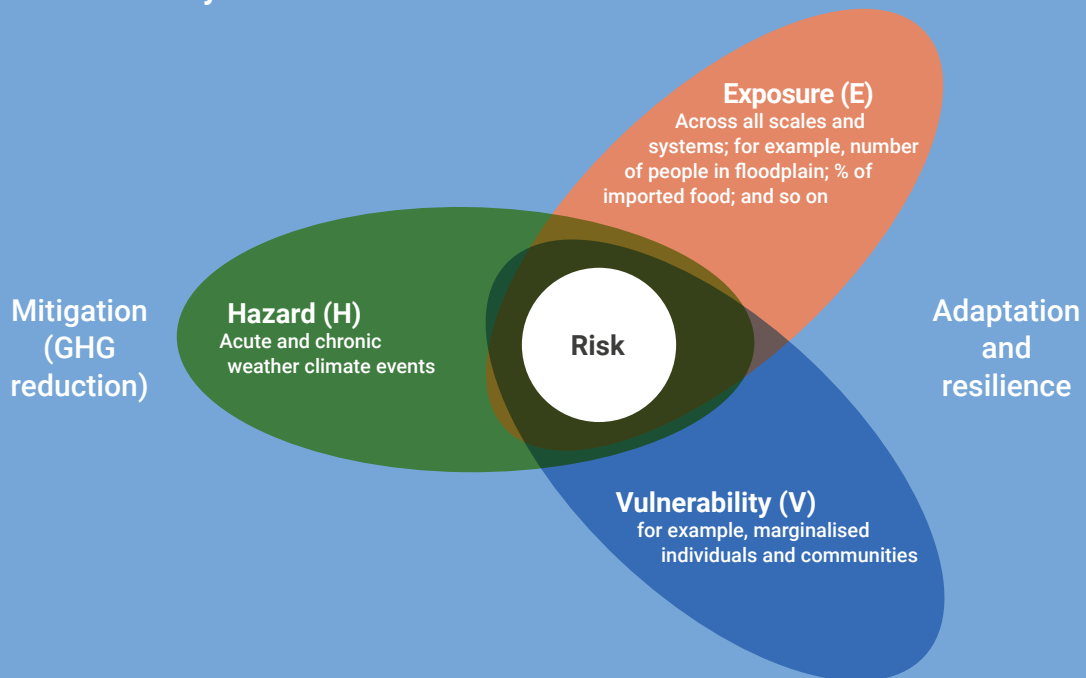 Exposure (E)
Across all scales and
systems; for example, number
of people in floodplain; % of
imported food; and so on
Mitigation
(GHG
reduction)
Hazard (H)
Acute and chronic
weather climate events
Risk
Adaptation
and
resilience
Vulnerability (V)
for example, marginalised
individuals and communities